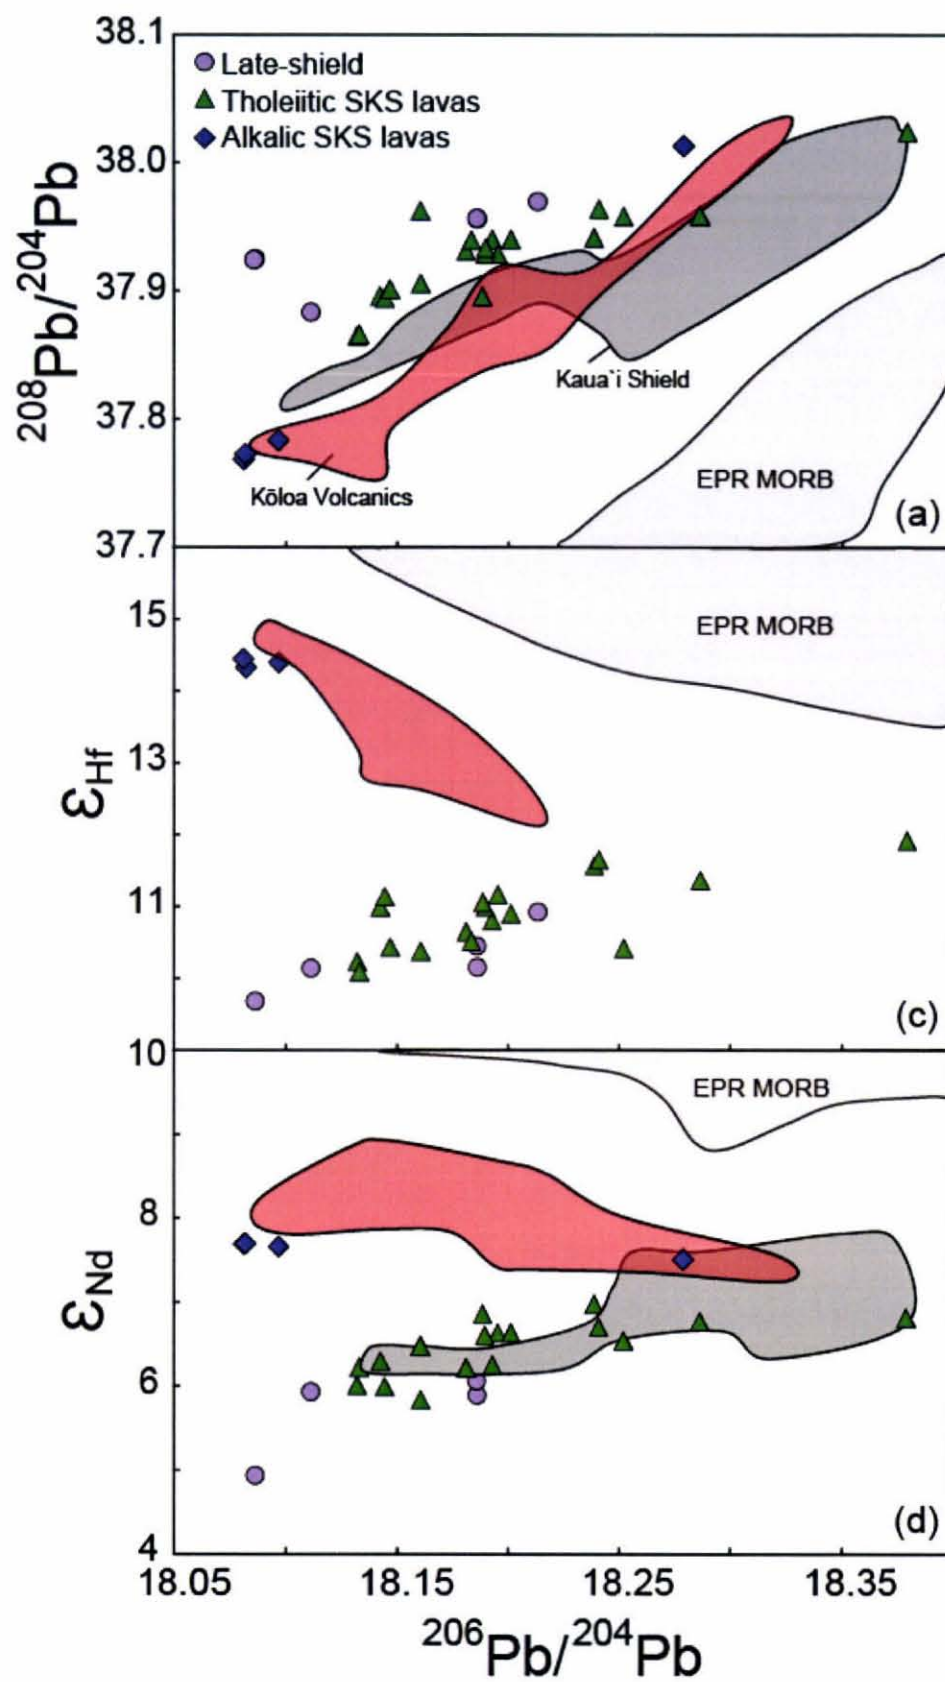 38.1
Late-shield
Tholeiitic SKS lavas
Alkalic SKS lavas
38.0
37.9
37.8
37.7
208Pb/204Pb
Kaua`i Shield
Kōloa Volcanics
EPR MORB
(a)
15
13
11
εHf
EPR MORB
(c)
10
8
6
4
εNd
EPR MORB
(d)
18.05
18.15
18.25
18.35
206Pb/204Pb